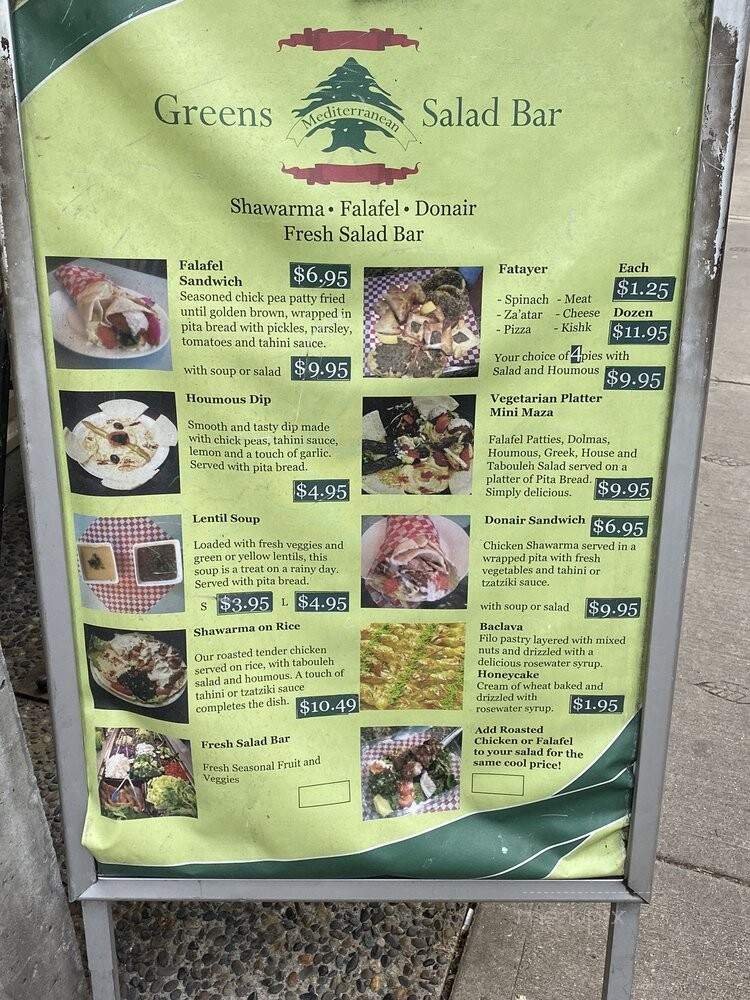 Greens Mediterranean Salad Bar
Shawarma • Falafel • Donair
Fresh Salad Bar
Falafel
Sandwich $6.95
Seasoned chick pea patty fried
until golden brown, wrapped in
pita bread with pickles, parsley,
tomatoes and tahini sauce.
with soup or salad $9.95
Houmous Dip
Smooth and tasty dip made
with chick peas, tahini sauce,
lemon and a touch of garlic.
Served with pita bread.
$4.95
Lentil Soup
Loaded with fresh veggies and
green or yellow lentils, this
soup is a treat on a rainy day.
Served with pita bread.
S $3.95 L $4.95
Shawarma on Rice
Our roasted tender chicken
served on rice, with tabouleh
salad and houmous. A touch of
tahini or tzatziki sauce
completes the dish. $10.49
Fresh Salad Bar
Fresh Seasonal Fruit and
Veggies
Fatayer Each
$1.25
- Spinach - Meat
- Za'atar - Cheese Dozen
- Pizza - Kishk $11.95
Your choice of 4 pies with
Salad and Houmous $9.95
Vegetarian Platter
Mini Maza
Falafel Patties, Dolmas,
Houmous, Greek, House and
Tabouleh Salad served on a
platter of Pita Bread.
Simply delicious. $9.95
Donair Sandwich $6.95
Chicken Shawarma served in a
wrapped pita with fresh
vegetables and tahini or
tzatziki sauce.
with soup or salad $9.95
Baclava
Filo pastry layered with mixed
nuts and drizzled with a
delicious rosewater syrup.
Honeycake
Cream of wheat baked and
drizzled with
rosewater syrup. $1.95
Add Roasted
Chicken or Falafel
to your salad for the
same cool price!